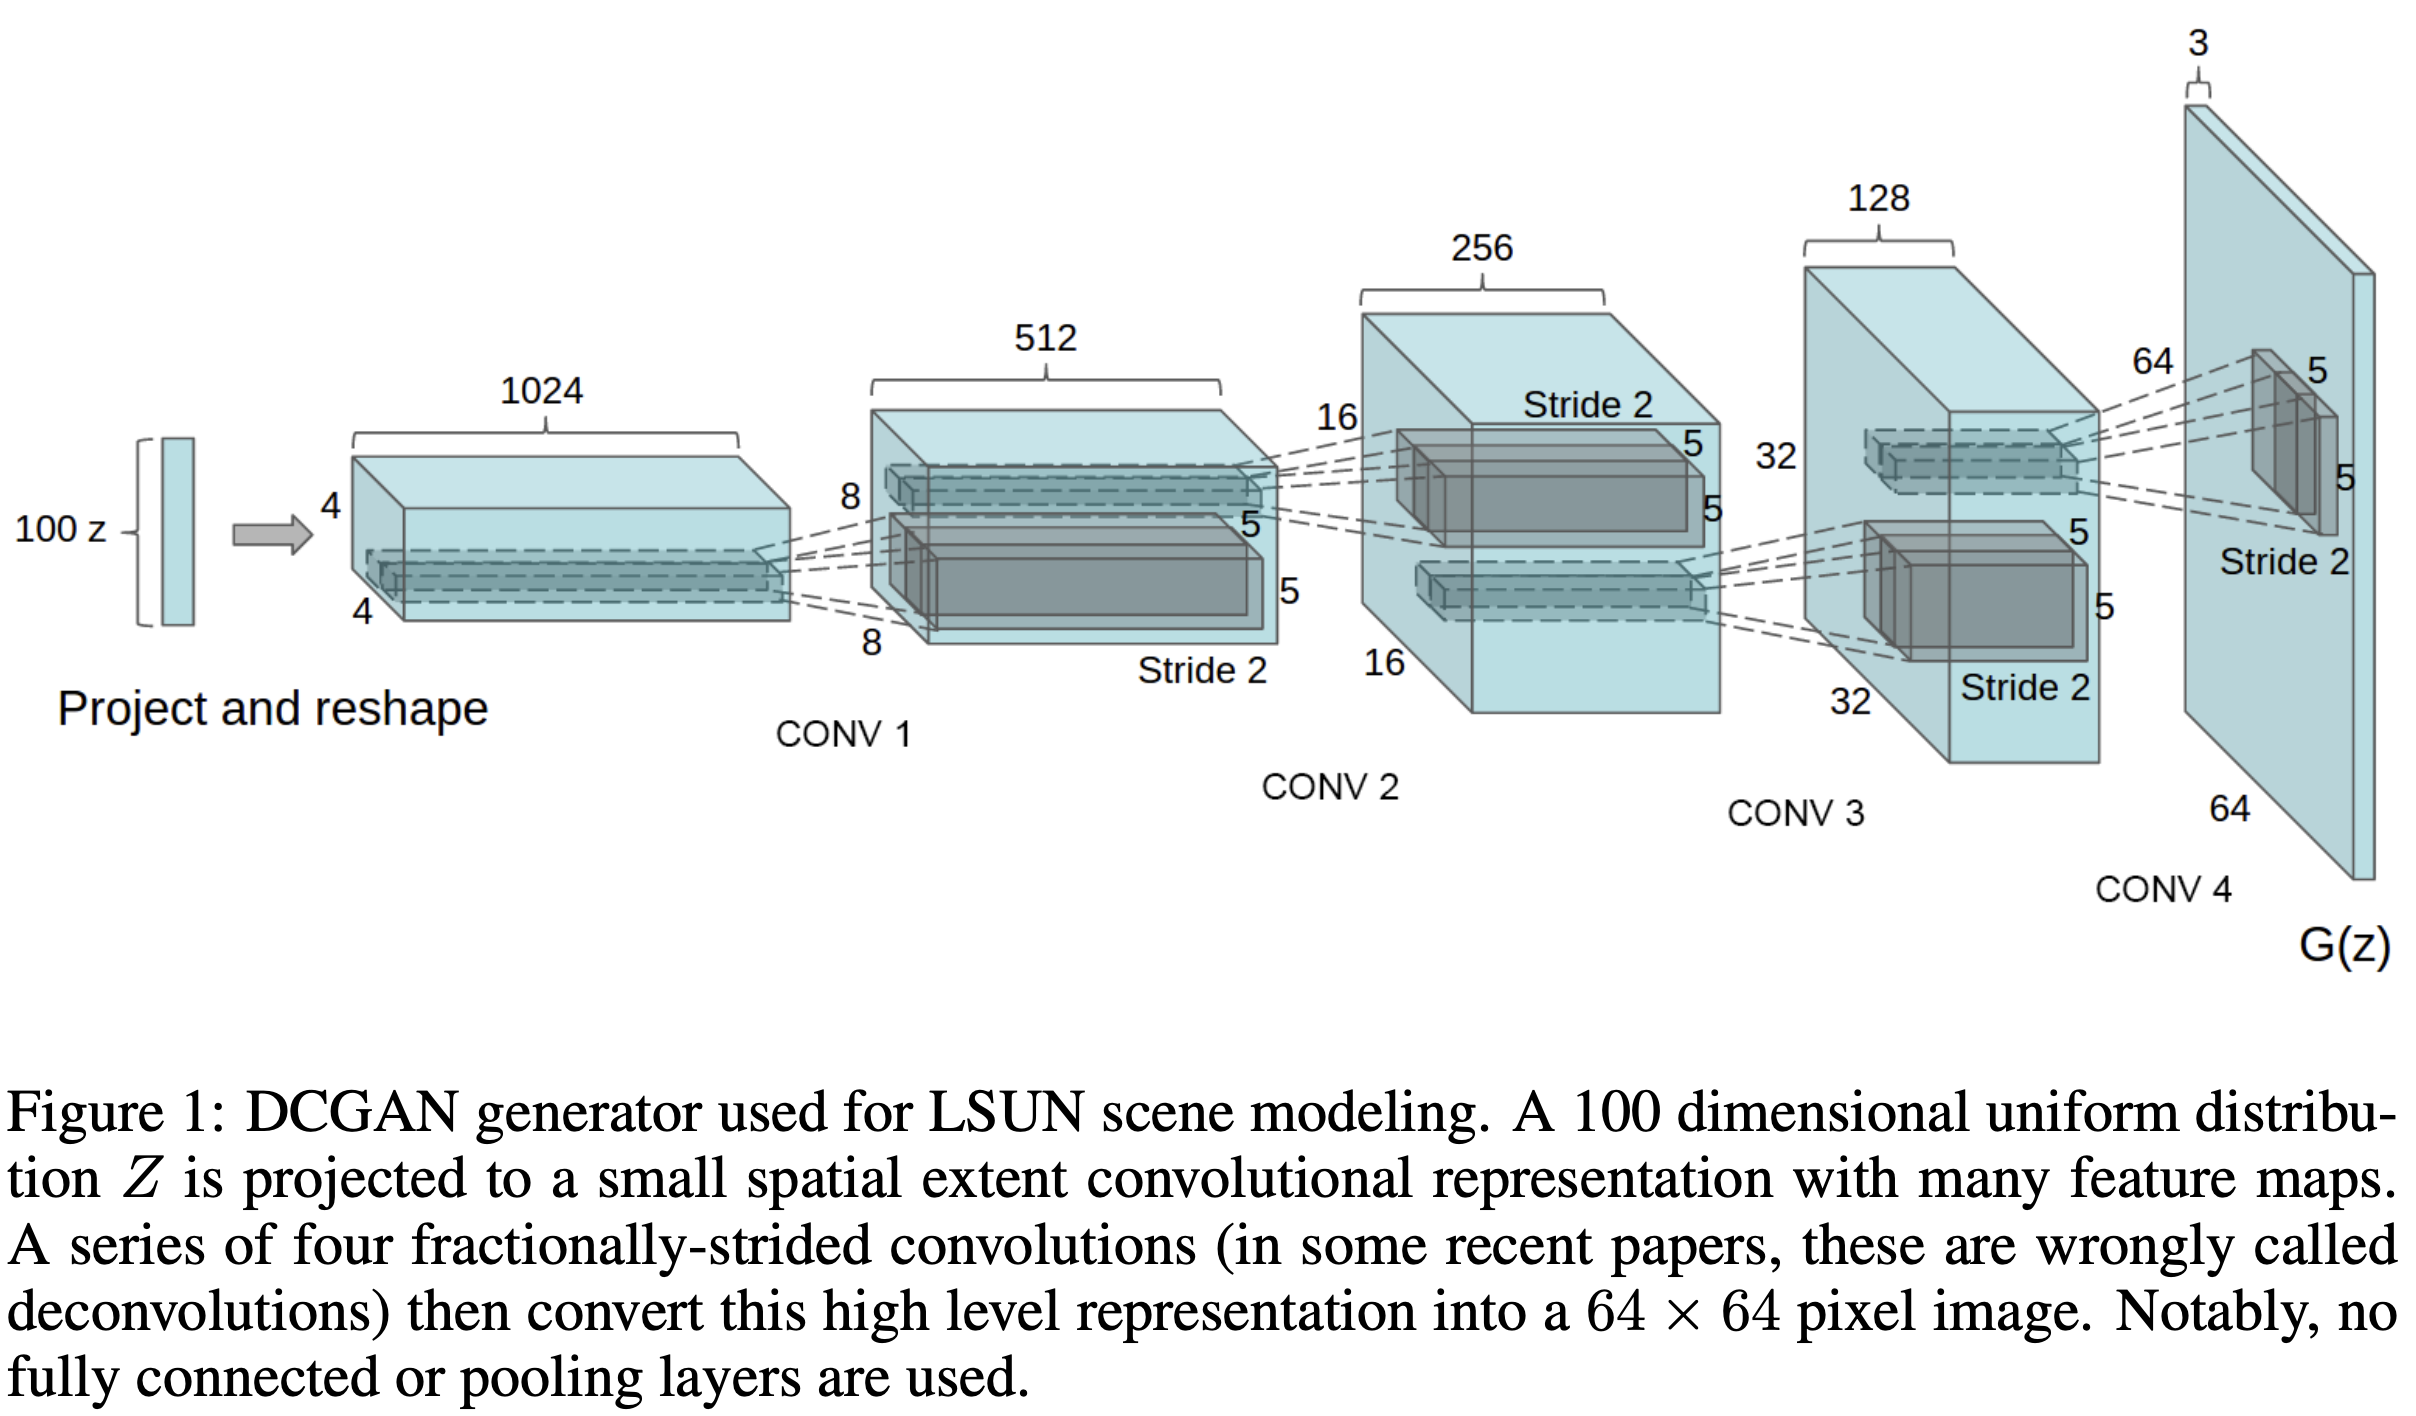 3
128
256
64
5
512
Stride 2
1024
16
5
32
5
8
5
4
5
5
100 z
Stride 2
5
5
4
8
16
Stride 2
Stride 2
32
Project and reshape
CONV 1
CONV 2
64
CONV 3
CONV 4
G(z)
Figure 1: DCGAN generator used for LSUN scene modeling. A 100 dimensional uniform distribu-
tion Z is projected to a small spatial extent convolutional representation with many feature maps.
A series of four fractionally-strided convolutions (in some recent papers, these are wrongly called
deconvolutions) then convert this high level representation into a 64 × 64 pixel image. Notably, no
fully connected or pooling layers are used.